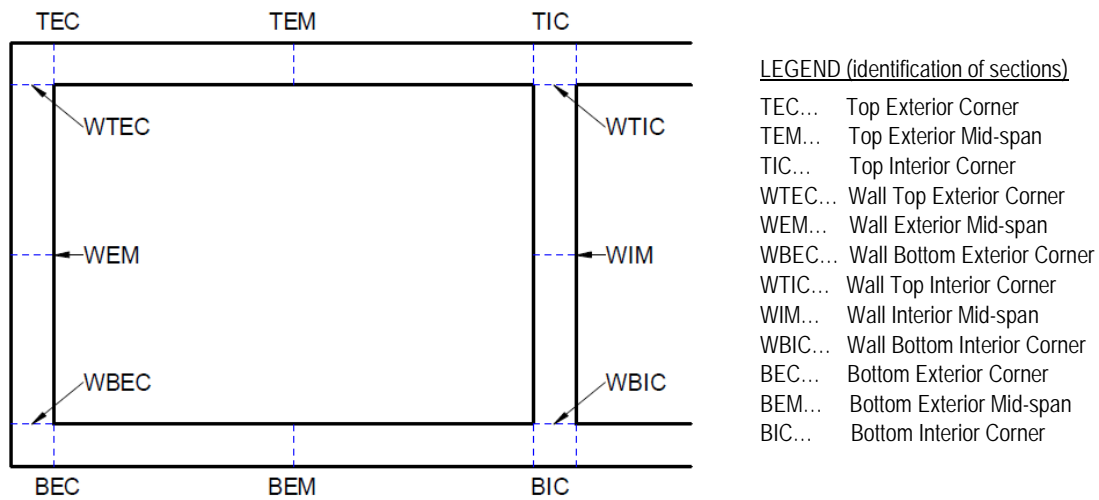 TEC TEM TIC
WTEC WTIC
WEM WIM
WBEC WBIC
BEC BEM BIC
LEGEND (identification of sections)
TEC... Top Exterior Corner
TEM... Top Exterior Mid-span
TIC... Top Interior Corner
WTEC... Wall Top Exterior Corner
WEM... Wall Exterior Mid-span
WBEC... Wall Bottom Exterior Corner
WTIC... Wall Top Interior Corner
WIM... Wall Interior Mid-span
WBIC... Wall Bottom Interior Corner
BEC... Bottom Exterior Corner
BEM... Bottom Exterior Mid-span
BIC... Bottom Interior Corner